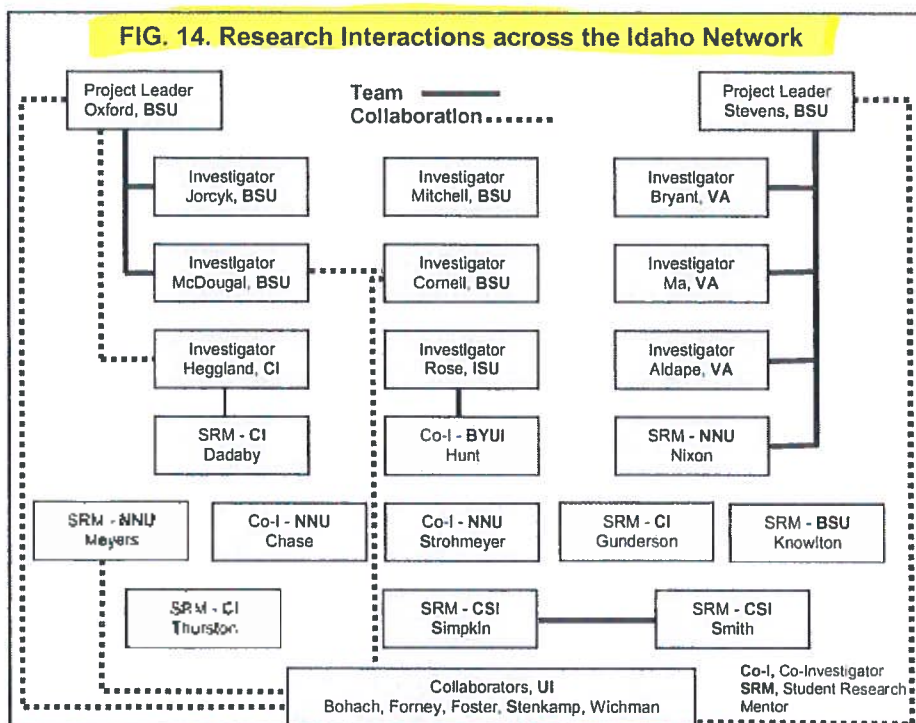 FIG. 14. Research Interactions across the Idaho Network
Project Leader
Oxford, BSU
Team
Collaboration
Project Leader
Stevens, BSU
Investigator
Jorcyk, BSU
Investigator
Mitchell, BSU
Investigator
Bryant, VA
Investigator
McDougal, BSU
Investigator
Cornell, BSU
Investigator
Ma, VA
Investigator
Heggland, CI
Investigator
Rose, ISU
Investigator
Aldape, VA
SRM - CI
Dadaby
Co-I - BYUI
Hunt
SRM - NNU
Nixon
SRM - NNU
Meyers
Co-I - NNU
Chase
Co-I - NNU
Strohmeyer
SRM - CI
Gunderson
SRM - BSU
Knowlton
SRM - CI
Thurston
SRM - CSI
Simpkin
SRM - CSI
Smith
Collaborators, UI
Bohach, Forney, Foster, Stenkamp, Wichman
Co-I, Co-Investigator
SRM, Student Research
Mentor